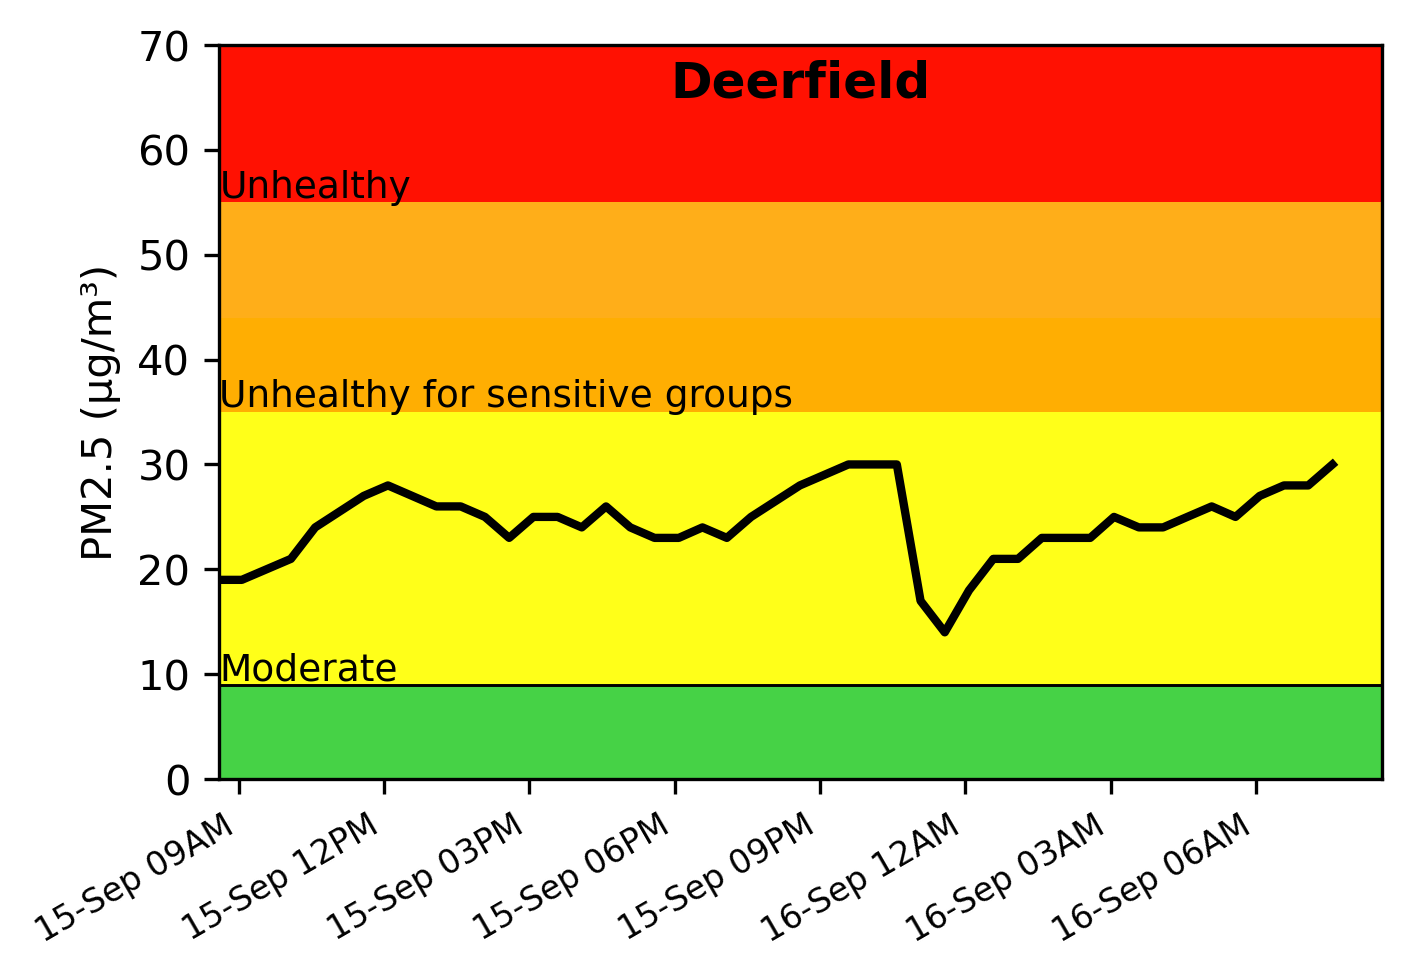 Deerfield
70
60
50
40
30
20
10
0
PM2.5 (µg/m³)
Unhealthy
Unhealthy for sensitive groups
Moderate
15-Sep 09AM
15-Sep 12PM
15-Sep 03PM
15-Sep 06PM
15-Sep 09PM
16-Sep 12AM
16-Sep 03AM
16-Sep 06AM